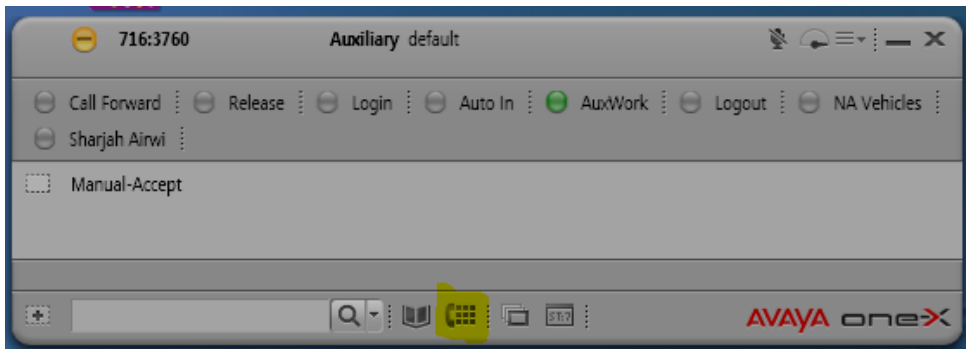 716:3760 Auxiliary default
Call Forward Release Login Auto In AuxWork Logout NA Vehicles
Sharjah Airwi
Manual-Accept
ST:? AVAYA one-X